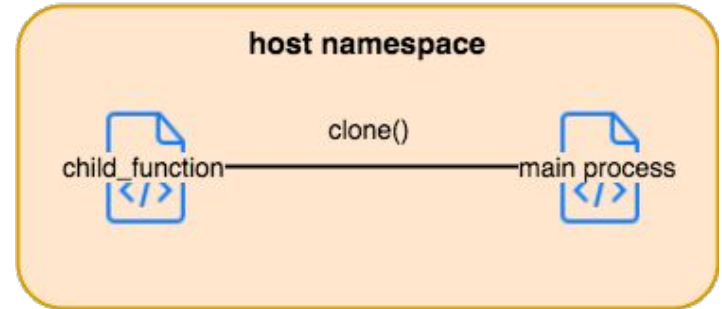 host namespace
clone()
child_function
main process
</>
</>